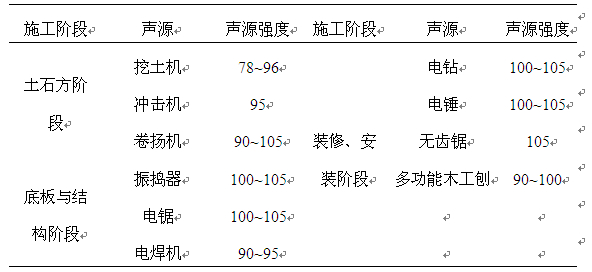 施工阶段 声源 声源强度 施工阶段 声源 声源强度
挖土机 78~96 电钻 100~105
土石方阶
冲击机 95 电锤 100~105
段
卷扬机 90~105 装修、安 无齿锯 105
振捣器 100~105 装阶段 多功能木工刨 90~100
底板与结
电锯 100~105
构阶段
电焊机 90~95